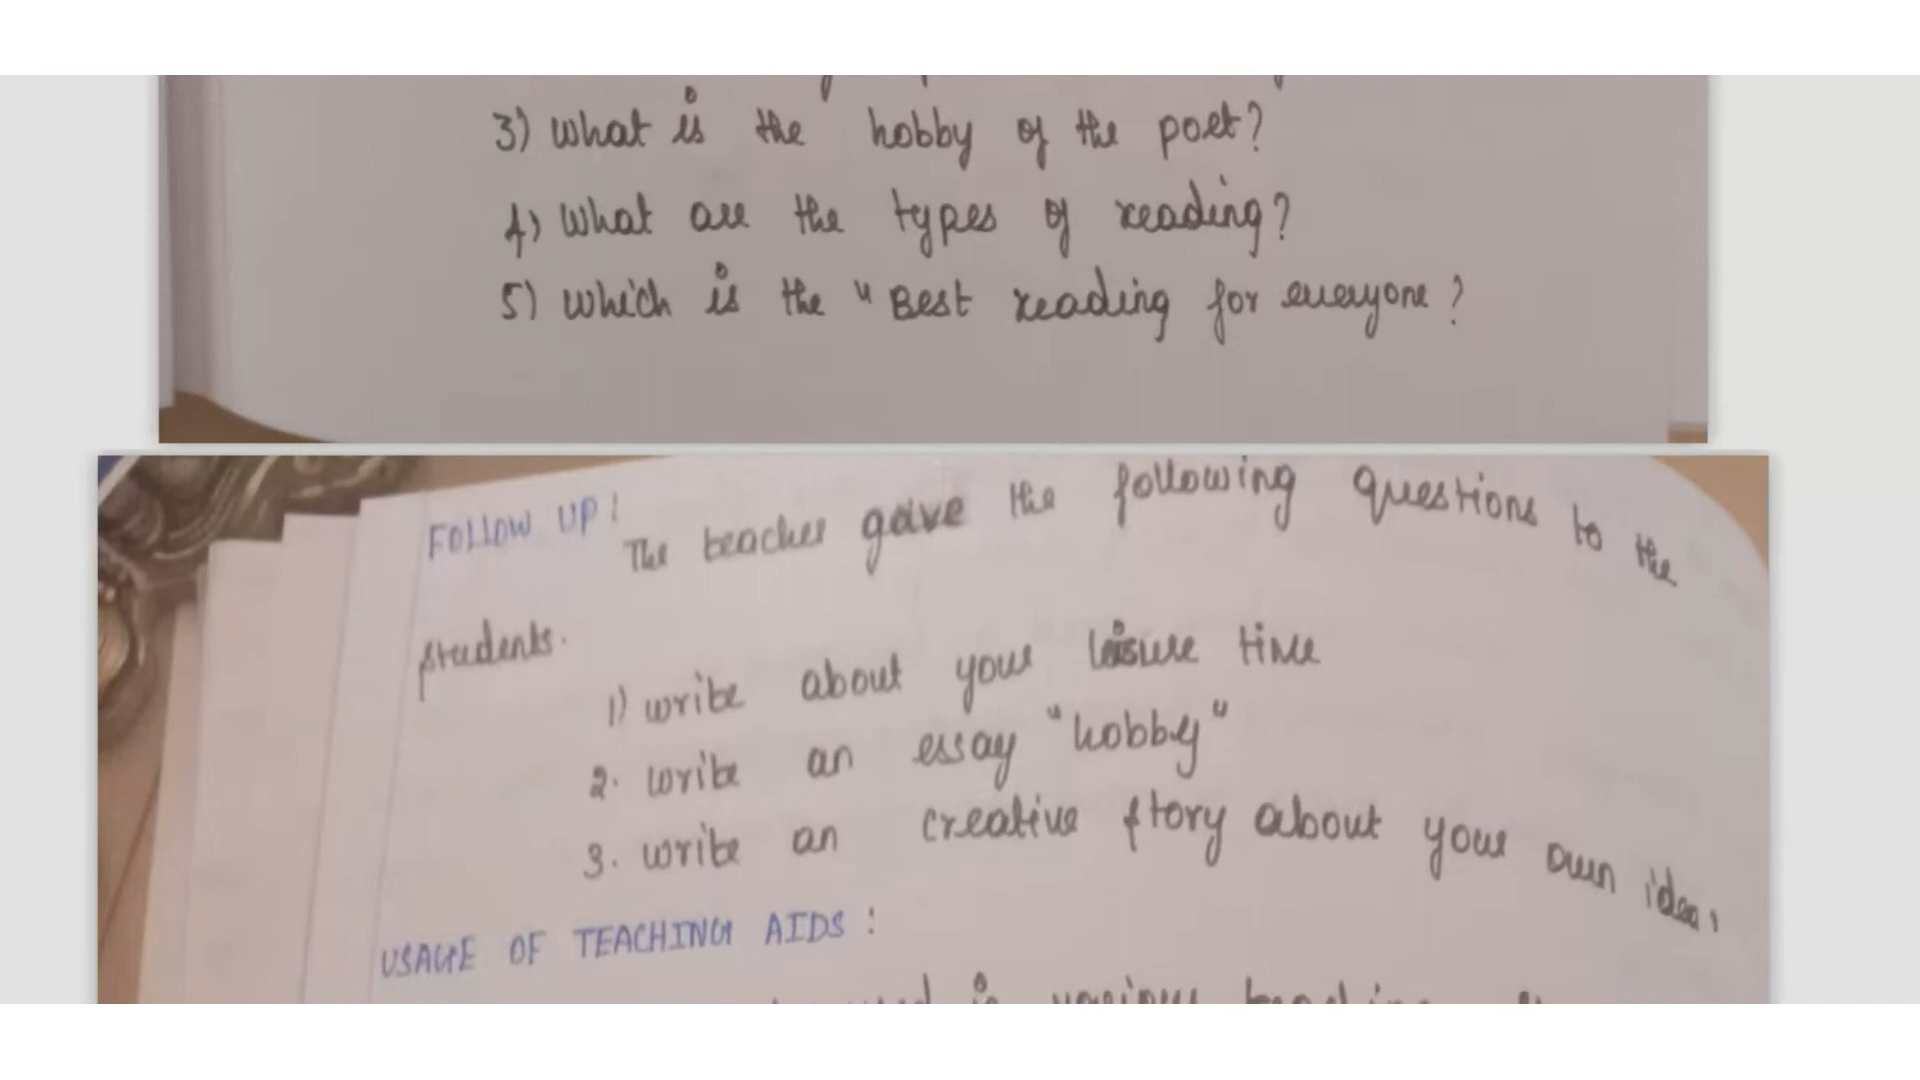 3) What is the hobby of the poet?
4) What are the types of reading?
5) Which is the "Best reading for everyone?
FOLLOW UP:
The teacher gave the following questions to the
students.
1) write about your leisure time
2. write an essay "hobby"
3. write an creative story about your own idea.
USAGE OF TEACHING AIDS: